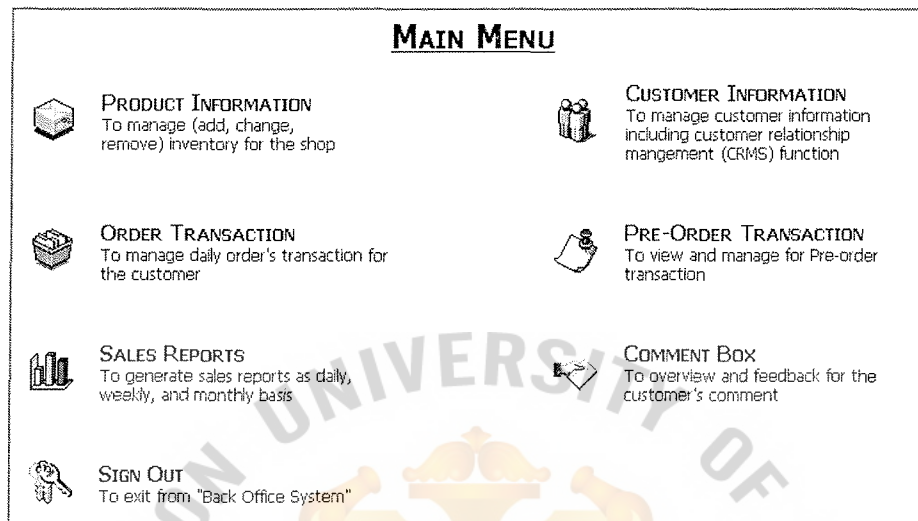 MAIN MENU
PRODUCT INFORMATION
To manage (add, change,
remove) inventory for the shop
CUSTOMER INFORMATION
To manage customer information
including customer relationship
mangement (CRMS) function
ORDER TRANSACTION
To manage daily order's transaction for
the customer
PRE-ORDER TRANSACTION
To view and manage for Pre-order
transaction
SALES REPORTS
To generate sales reports as daily,
weekly, and monthly basis
COMMENT BOX
To overview and feedback for the
customer's comment
SIGN OUT
To exit from "Back Office System"
ON UNIVERSITY OF